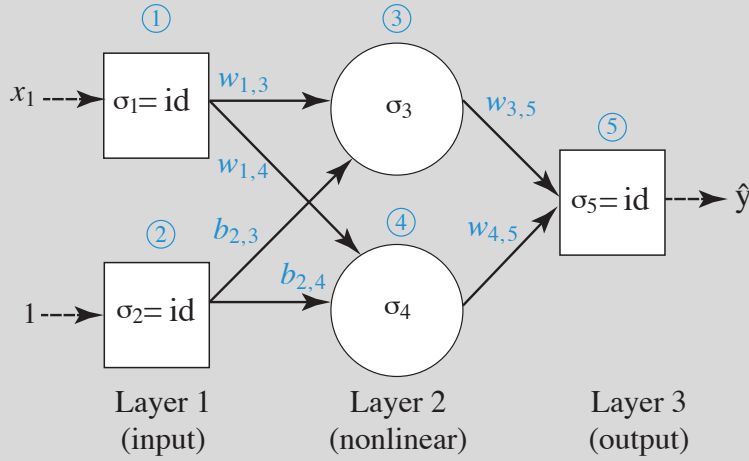 ① ③
x₁ σ₁= id w₁,₃ σ₃ w₃,₅ ⑤
w₁,₄ σ₅= id ŷ
② b₂,₃ ④ w₄,₅
1 σ₂= id b₂,₄ σ₄
Layer 1 Layer 2 Layer 3
(input) (nonlinear) (output)